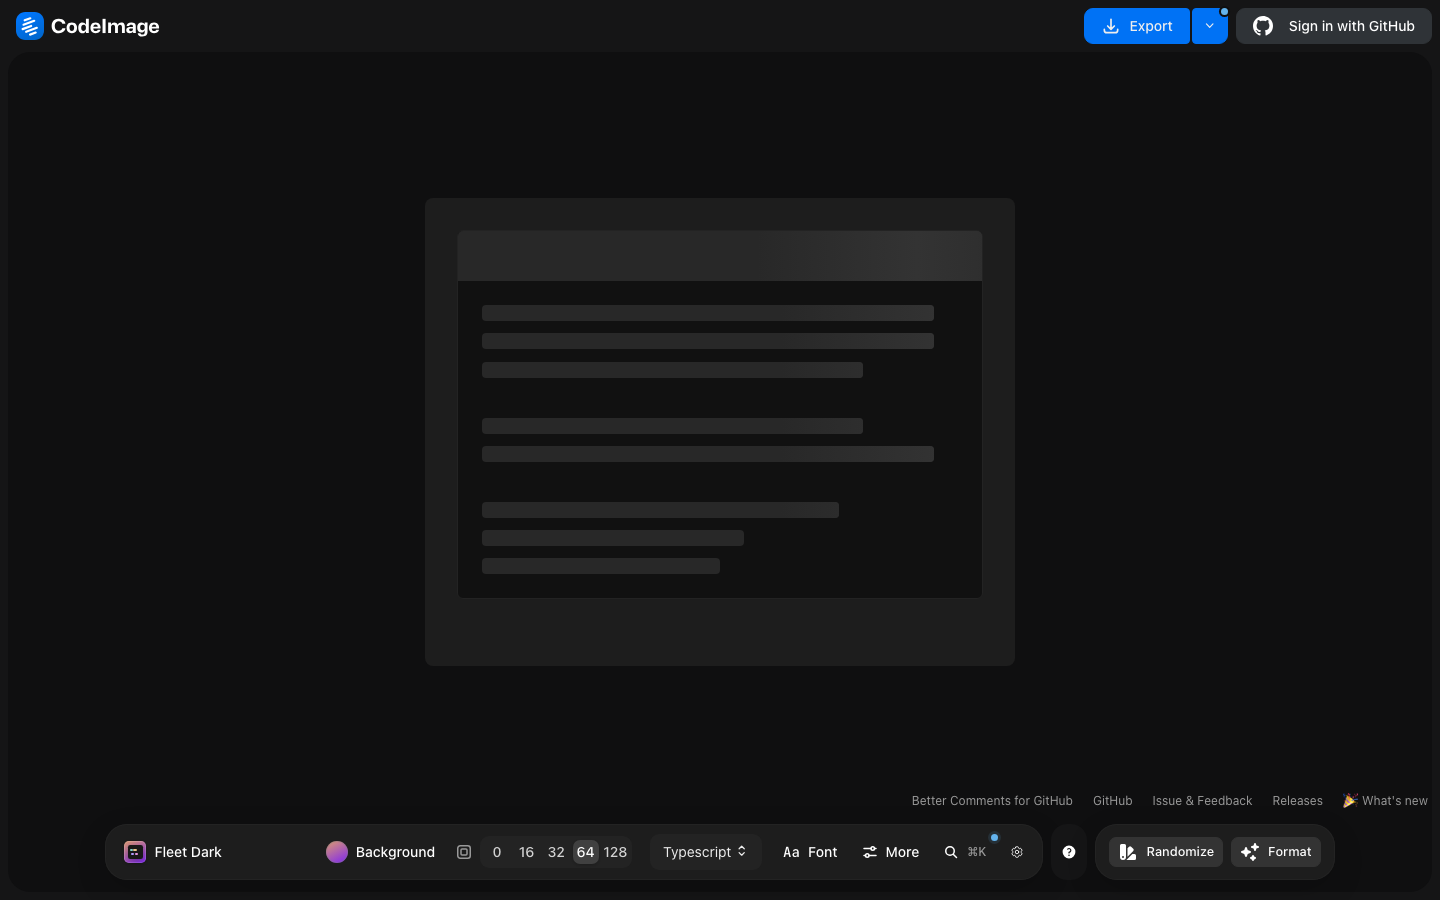 CodeImage
Export
Sign in with GitHub
Better Comments for GitHub GitHub Issue & Feedback Releases 🎉 What's new
Fleet Dark Background 0 16 32 64 128 Typescript Aa Font More ⌘K ? Randomize Format